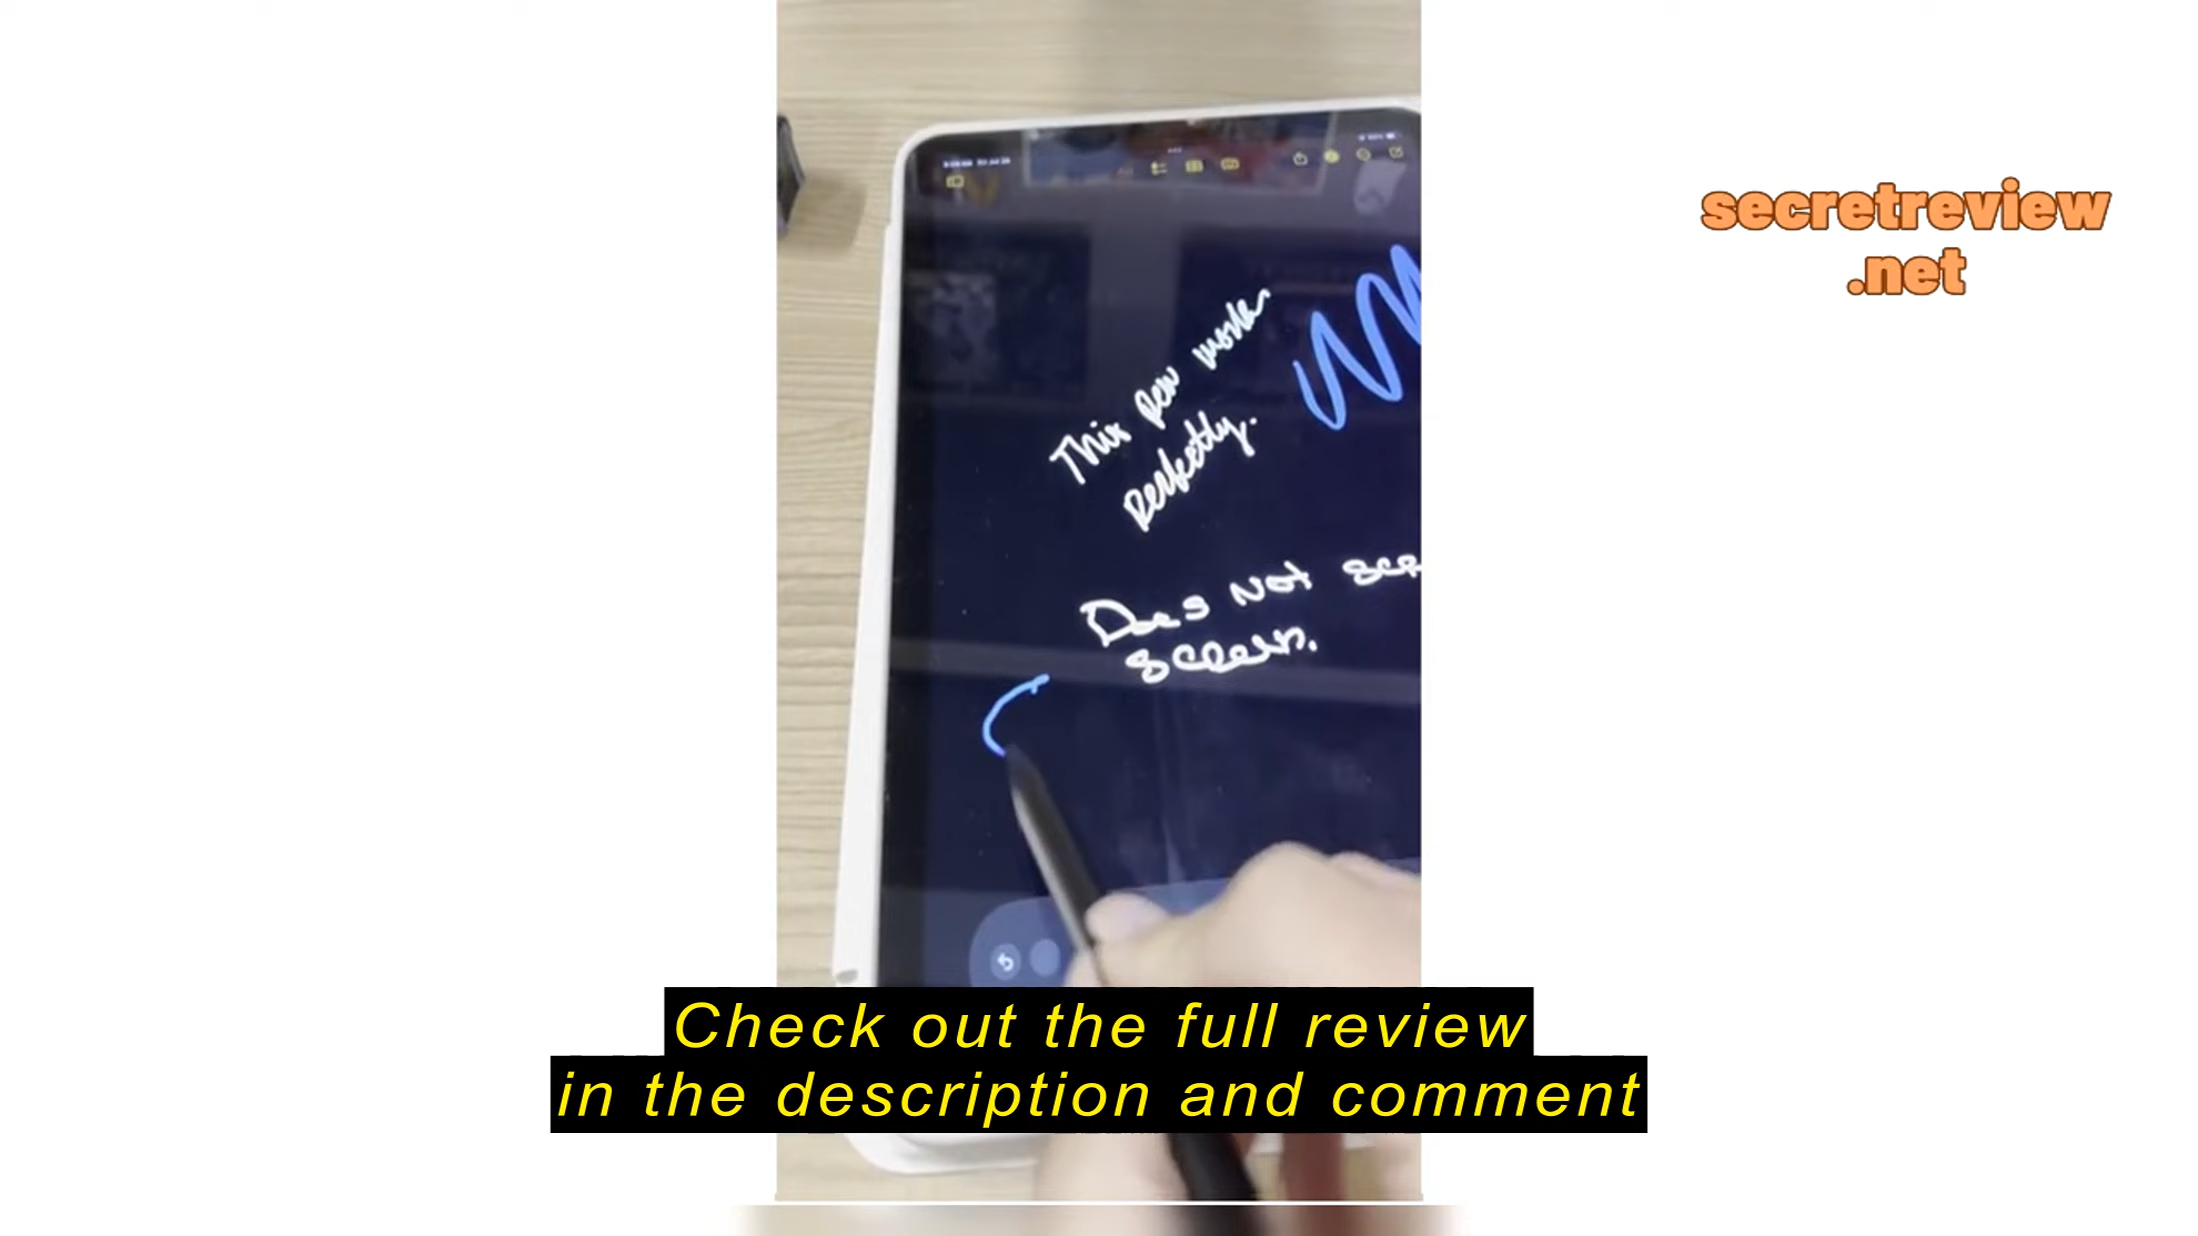 secretreview
.net
This pen works
perfectly.
Does Not scr
screen.
Check out the full review
in the description and comment